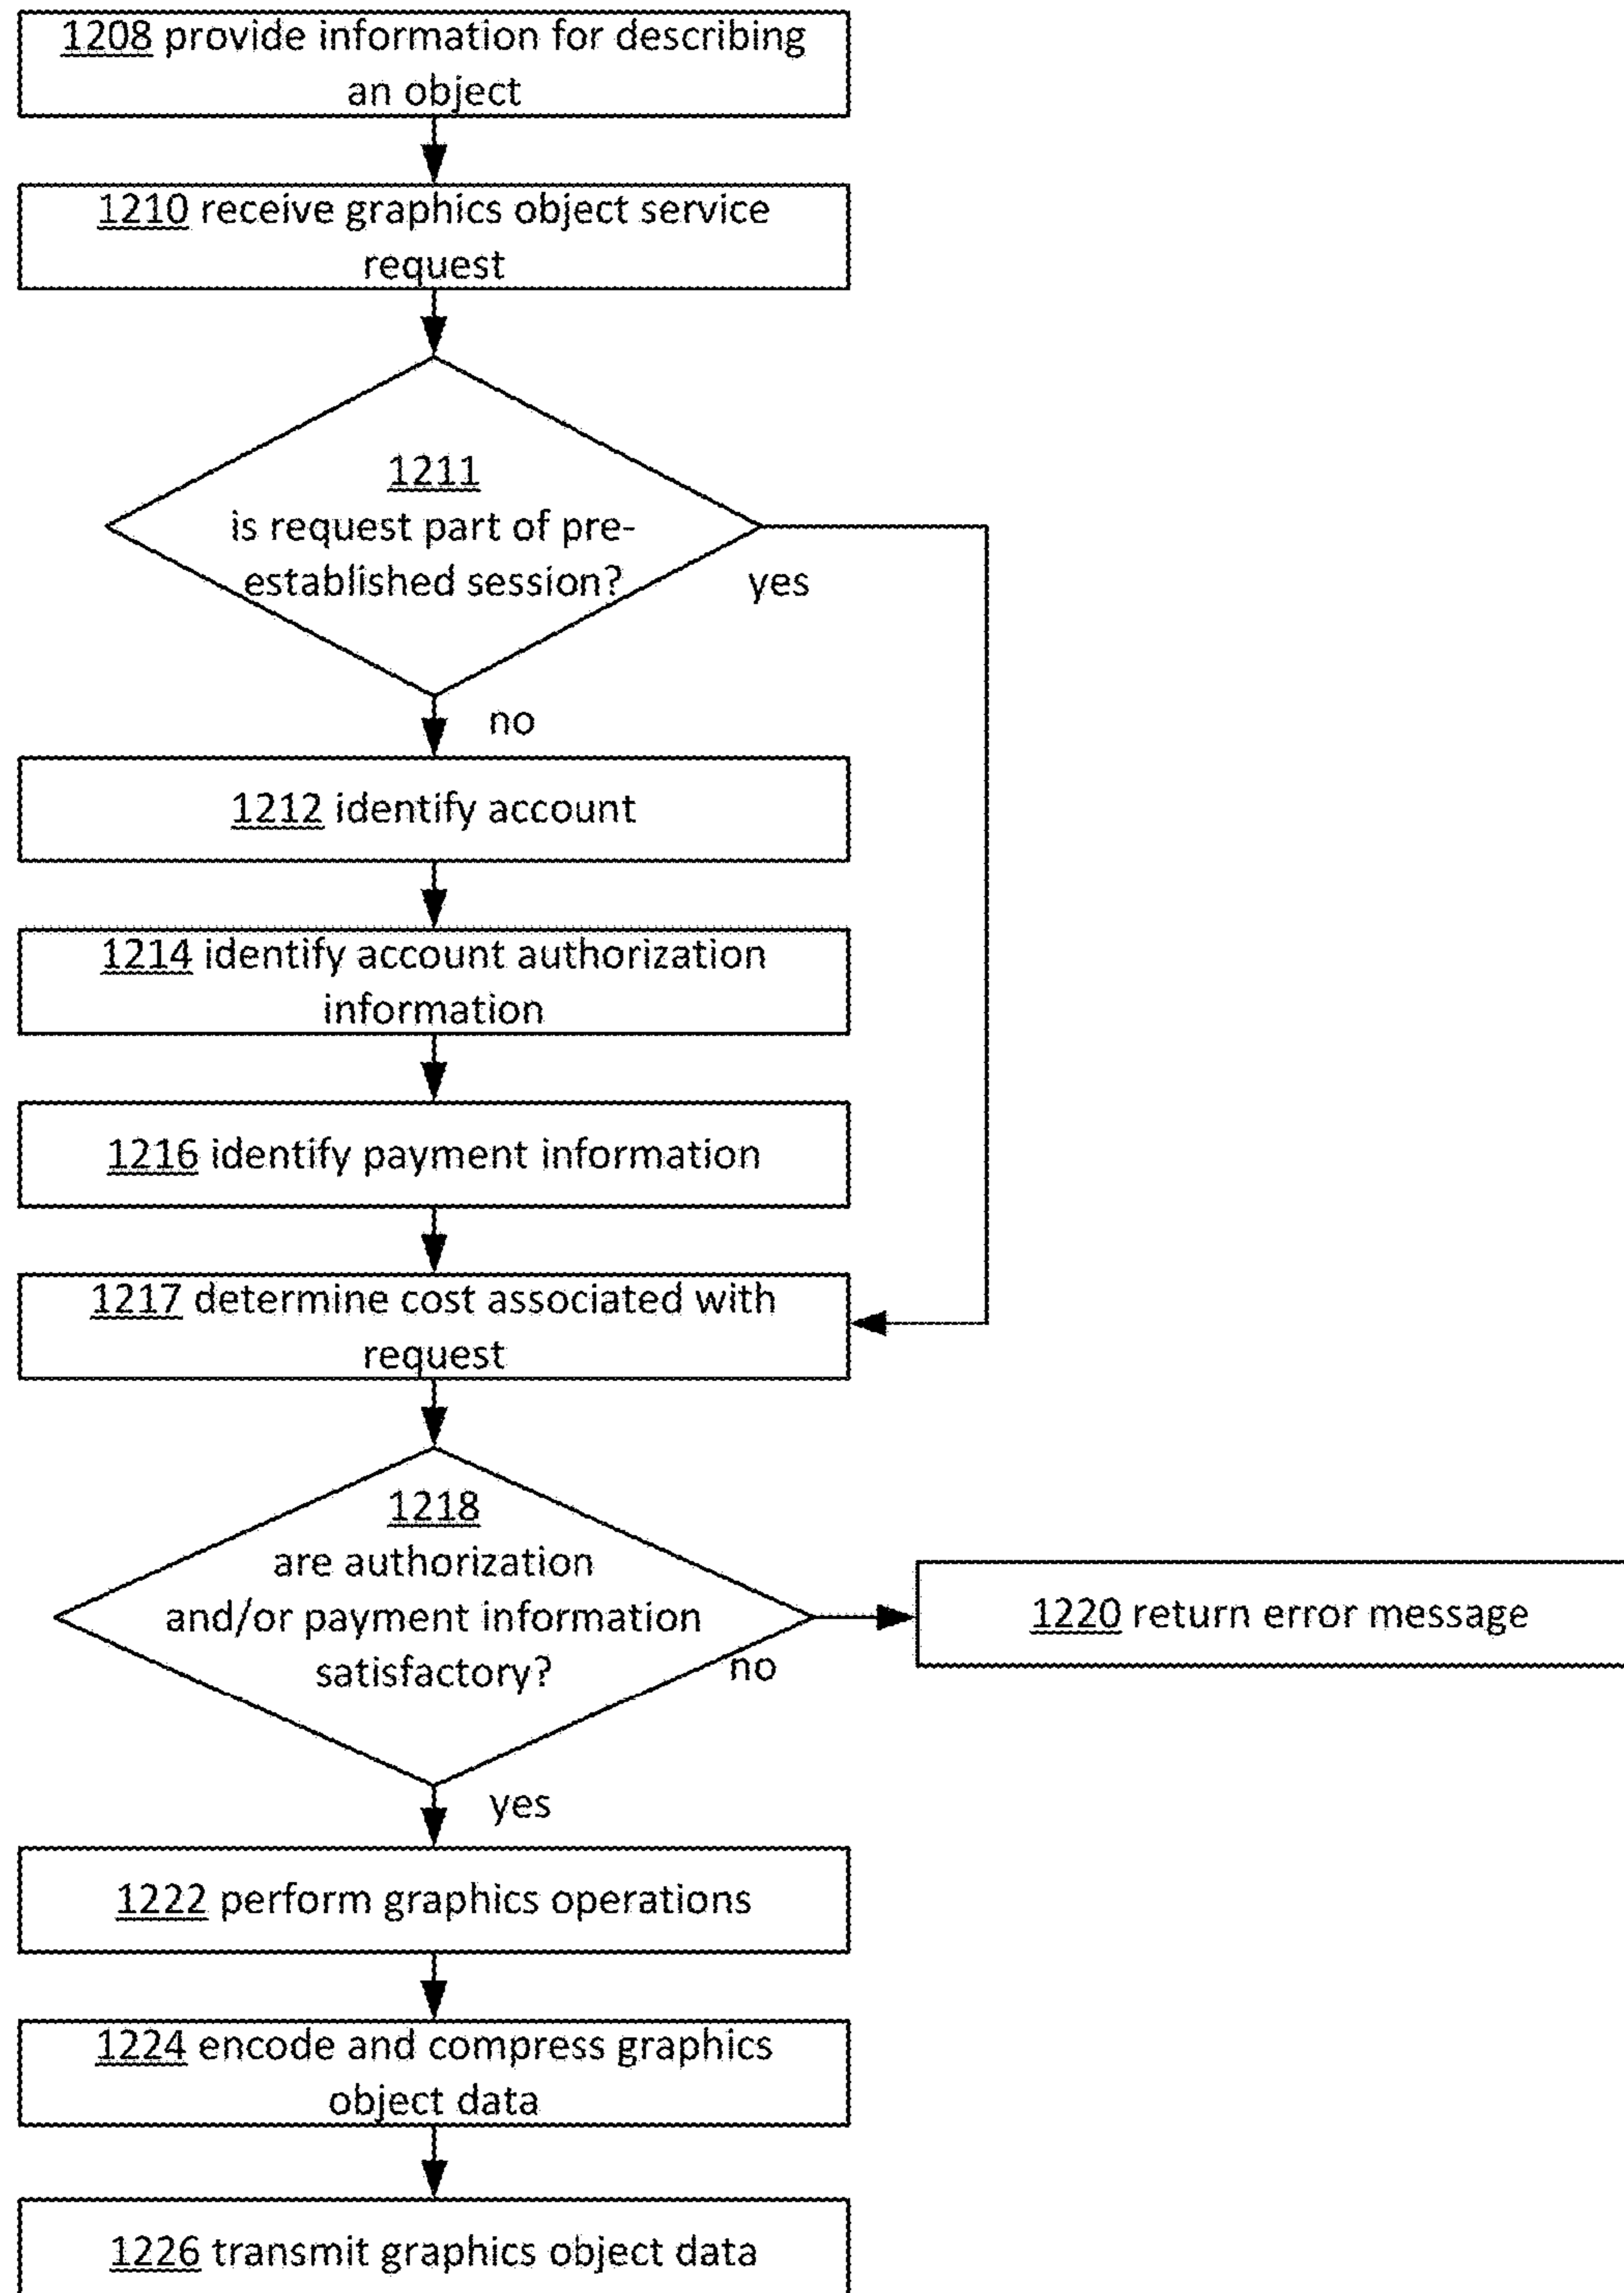 1208 provide information for describing
an object
1210 receive graphics object service
request
1211
is request part of pre-
established session?
yes
no
1212 identify account
1214 identify account authorization
information
1216 identify payment information
1217 determine cost associated with
request
1218
are authorization
and/or payment information
satisfactory?
no
1220 return error message
yes
1222 perform graphics operations
1224 encode and compress graphics
object data
1226 transmit graphics object data